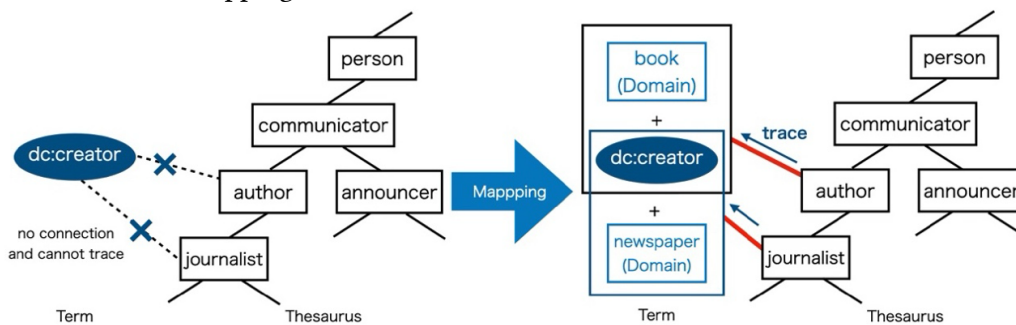 pping
person
communicator
dc:creator
author
announcer
no connection
and cannot trace
journalist
Term
Thesaurus
Mappping
book
(Domain)
+
dc:creator
+
newspaper
(Domain)
Term
trace
person
communicator
author
announcer
journalist
Thesaurus